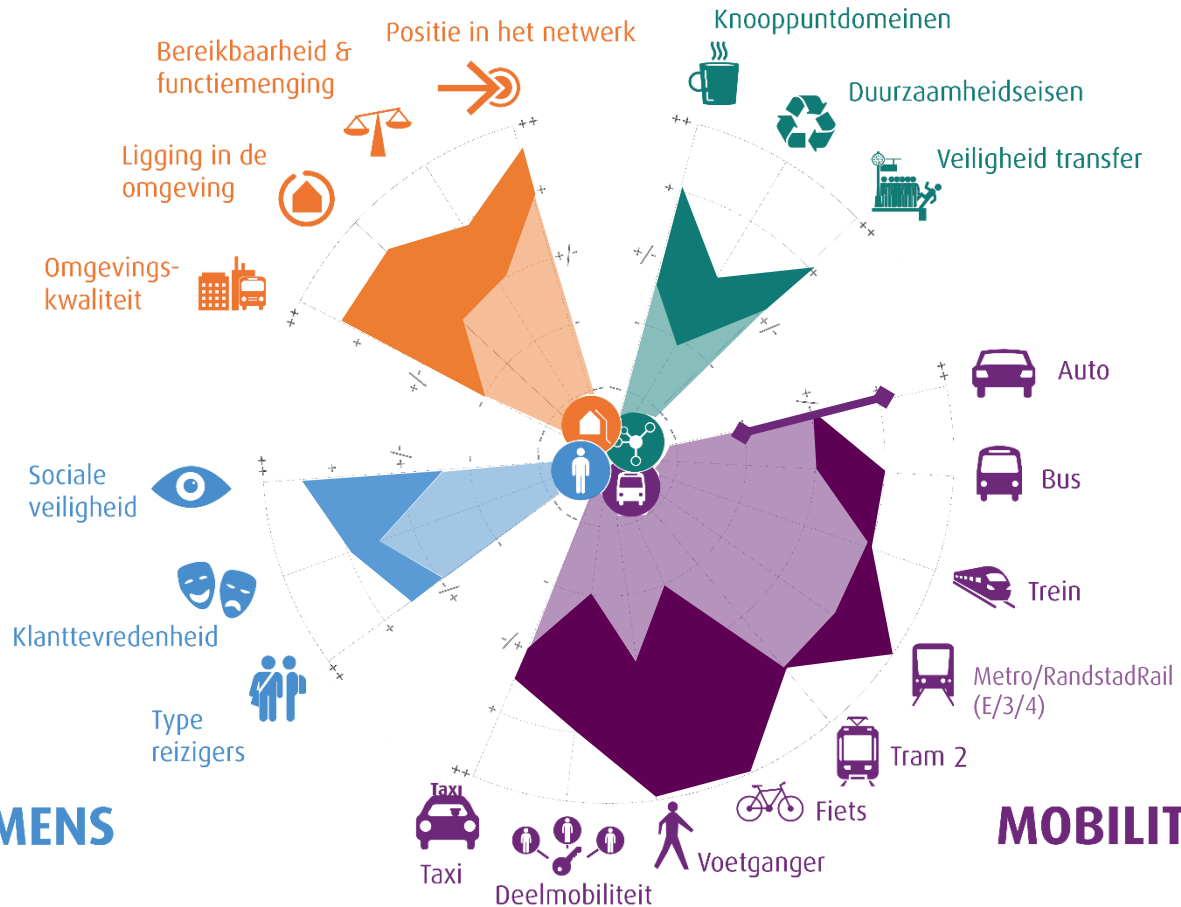 Knooppuntdomeinen
Positie in het netwerk
Bereikbaarheid &
functiemenging
Duurzaamheidseisen
Ligging in de
omgeving
Veiligheid transfer
Omgevings-
kwaliteit
Auto
Sociale
veiligheid
Bus
Trein
Klanttevredenheid
Metro/RandstadRail
(E/3/4)
Type
reizigers
Tram 2
Taxi
Fiets
MENS
MOBILIT
Voetganger
Taxi
Deelmobiliteit